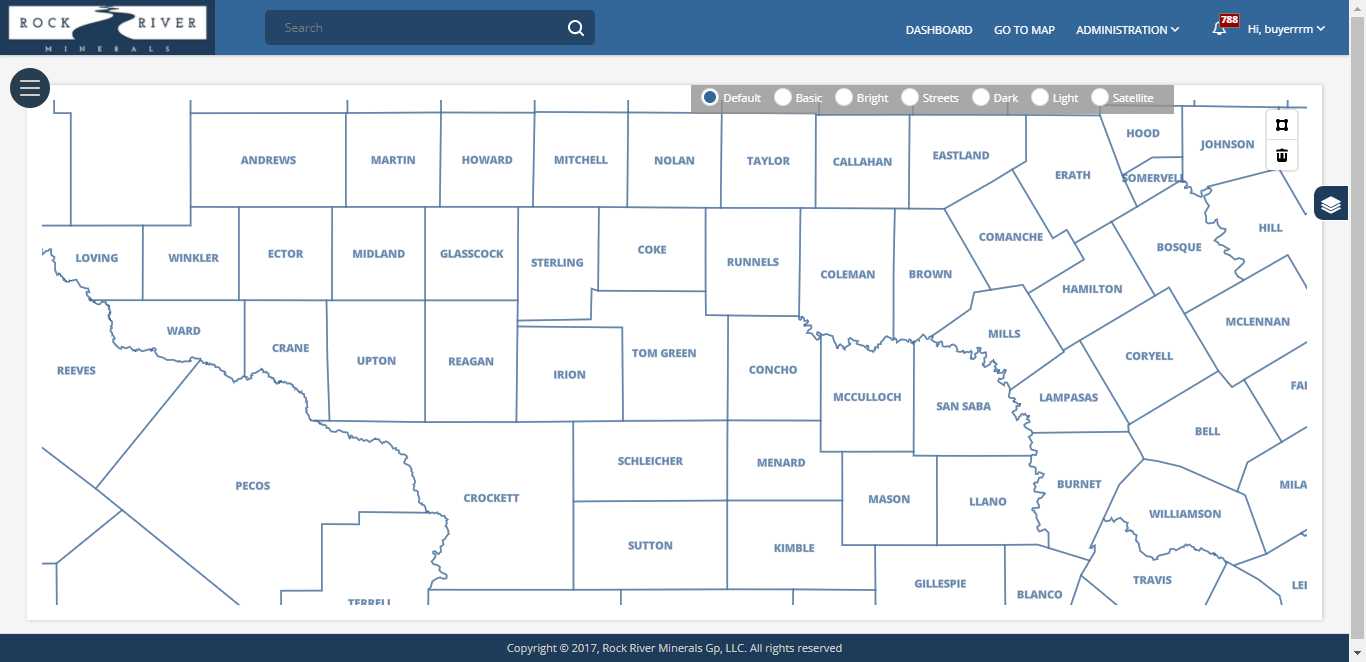 ROCK RIVER
MINERALS
Search
DASHBOARD
GO TO MAP
ADMINISTRATION
788
Hi, buyerrrm
Default
Basic
Bright
Streets
Dark
Light
Satellite
ANDREWS
MARTIN
HOWARD
MITCHELL
NOLAN
TAYLOR
CALLAHAN
EASTLAND
ERATH
HOOD
JOHNSON
SOMERVELL
LOVING
WINKLER
ECTOR
MIDLAND
GLASSCOCK
STERLING
COKE
RUNNELS
COLEMAN
BROWN
COMANCHE
BOSQUE
HILL
HAMILTON
WARD
CRANE
UPTON
REAGAN
IRION
TOM GREEN
CONCHO
MILLS
MCLENNAN
CORYELL
REEVES
MCCULLOCH
SAN SABA
LAMPASAS
FAI
BELL
PECOS
CROCKETT
SCHLEICHER
MENARD
MASON
LLANO
BURNET
MILA
WILLIAMSON
SUTTON
KIMBLE
GILLESPIE
BLANCO
TRAVIS
LEI
TERRELL
Copyright © 2017, Rock River Minerals Gp, LLC. All rights reserved